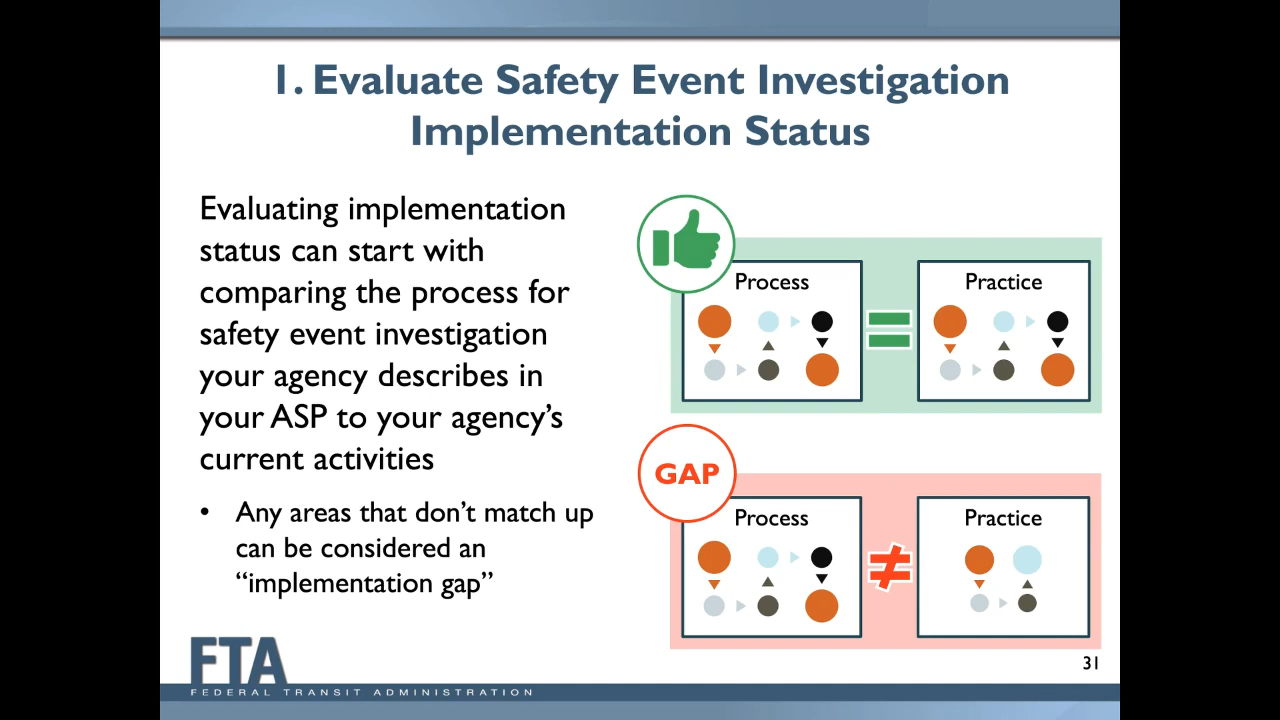 1. Evaluate Safety Event Investigation
Implementation Status
Evaluating implementation
status can start with
comparing the process for
safety event investigation
your agency describes in
your ASP to your agency’s
current activities
• Any areas that don’t match up
can be considered an
“implementation gap”
Process
Practice
GAP
Process
Practice
FTA
FEDERAL TRANSIT ADMINISTRATION
31